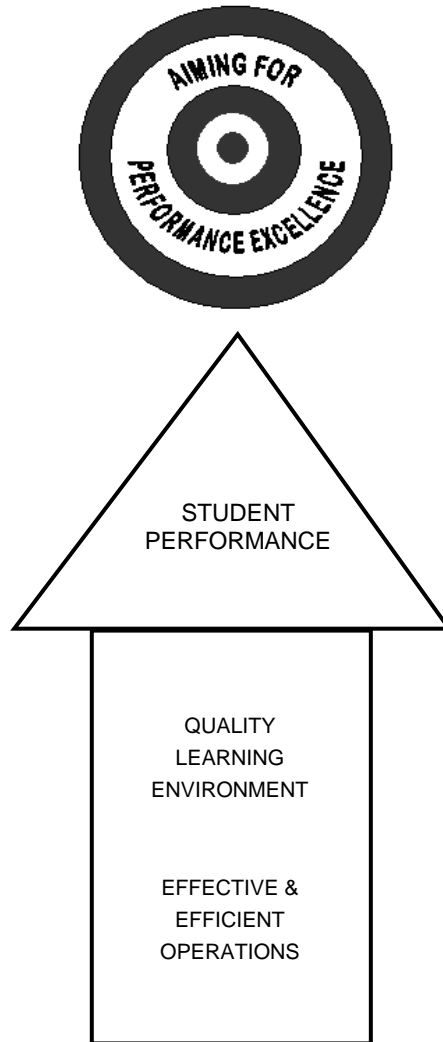 AIMING FOR
PERFORMANCE EXCELLENCE
STUDENT
PERFORMANCE
QUALITY
LEARNING
ENVIRONMENT
EFFECTIVE &
EFFICIENT
OPERATIONS